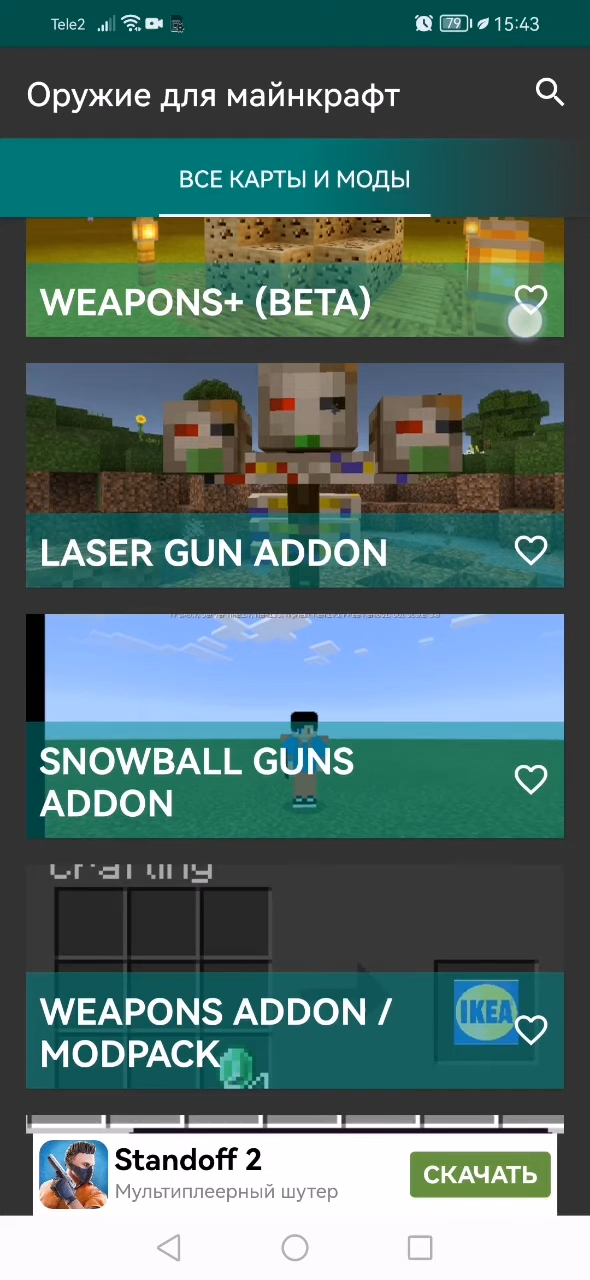 Tele2
79
15:43
Оружие для майнкрафт
ВСЕ КАРТЫ И МОДЫ
WEAPONS+ (BETA)
LASER GUN ADDON
SNOWBALL GUNS
ADDON
Crafting
IKEA
WEAPONS ADDON /
MODPACK
Standoff 2
Мультиплеерный шутер
СКАЧАТЬ